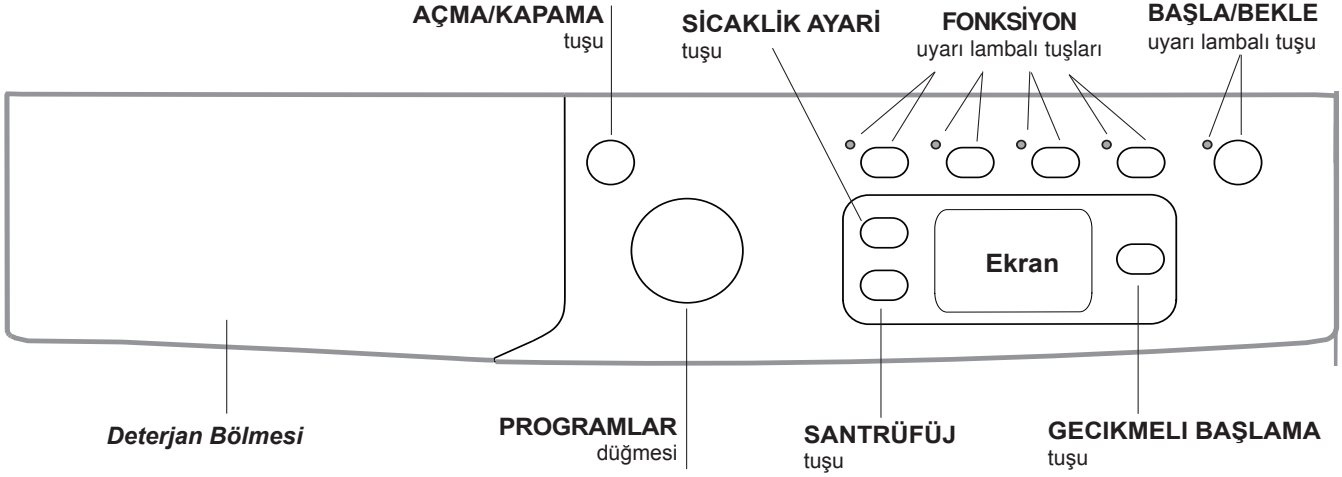 AÇMA/KAPAMA
tuşu
SİCAKLİK AYARİ
tuşu
FONKSİYON
uyarı lambalı tuşları
BAŞLA/BEKLE
uyarı lambalı tuşu
Ekran
Deterjan Bölmesi
PROGRAMLAR
düğmesi
SANTRÜFÜJ
tuşu
GECIKMELI BAŞLAMA
tuşu